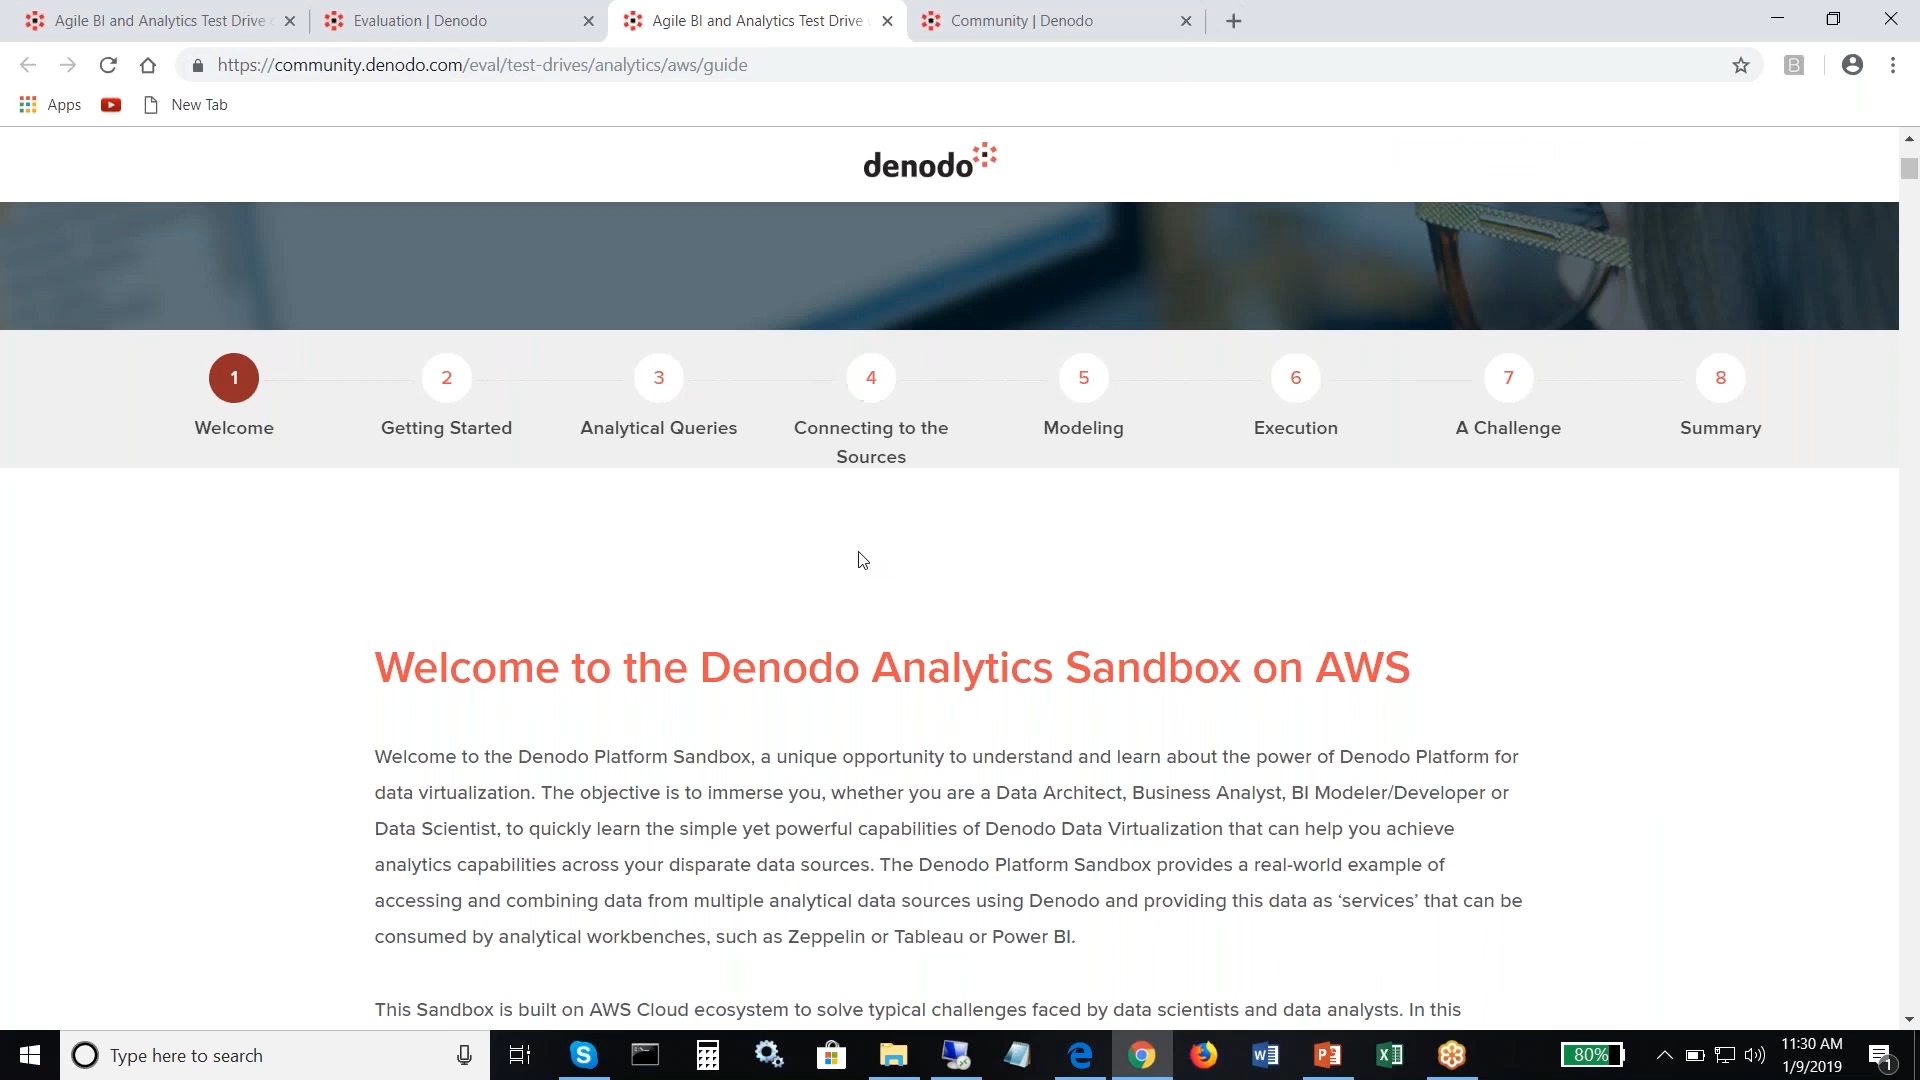 Agile BI and Analytics Test Drive
Evaluation | Denodo
Agile BI and Analytics Test Drive
Community | Denodo
https://community.denodo.com/eval/test-drives/analytics/aws/guide
B
Apps
New Tab
denodo
1
2
3
4
5
6
7
8
Welcome
Getting Started
Analytical Queries
Connecting to the
Sources
Modeling
Execution
A Challenge
Summary
Welcome to the Denodo Analytics Sandbox on AWS
Welcome to the Denodo Platform Sandbox, a unique opportunity to understand and learn about the power of Denodo Platform for
data virtualization. The objective is to immerse you, whether you are a Data Architect, Business Analyst, BI Modeler/Developer or
Data Scientist, to quickly learn the simple yet powerful capabilities of Denodo Data Virtualization that can help you achieve
analytics capabilities across your disparate data sources. The Denodo Platform Sandbox provides a real-world example of
accessing and combining data from multiple analytical data sources using Denodo and providing this data as ‘services’ that can be
consumed by analytical workbenches, such as Zeppelin or Tableau or Power BI.
This Sandbox is built on AWS Cloud ecosystem to solve typical challenges faced by data scientists and data analysts. In this
Type here to search
80%
11:30 AM
1/9/2019
1